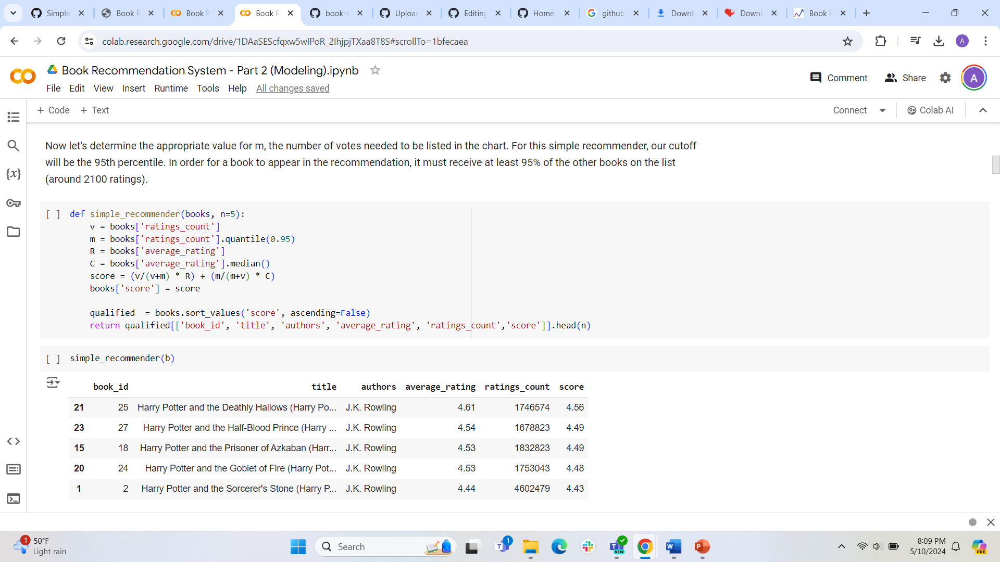 Simple
Book R
Book R
Book R
book-r
Upload
Editing
Home
github
Downl
Downl
Book R
colab.research.google.com/drive/1DAaSEScfqxw5wlPoR_2IhjpjTXaa8T8S#scrollTo=1bfecaea
A
Book Recommendation System - Part 2 (Modeling).ipynb
File Edit View Insert Runtime Tools Help All changes saved
Comment
Share
A
+ Code + Text
Connect
Colab AI
Now let's determine the appropriate value for m, the number of votes needed to be listed in the chart. For this simple recommender, our cutoff
will be the 95th percentile. In order for a book to appear in the recommendation, it must receive at least 95% of the other books on the list
(around 2100 ratings).
[ ] def simple_recommender(books, n=5):
v = books['ratings_count']
m = books['ratings_count'].quantile(0.95)
R = books['average_rating']
C = books['average_rating'].median()
score = (v/(v+m) * R) + (m/(m+v) * C)
books['score'] = score
qualified  = books.sort_values('score', ascending=False)
return qualified[['book_id', 'title', 'authors', 'average_rating', 'ratings_count','score']].head(n)
[ ] simple_recommender(b)
book_id title authors average_rating ratings_count score
21 25 Harry Potter and the Deathly Hallows (Harry Po... J.K. Rowling 4.61 1746574 4.56
23 27 Harry Potter and the Half-Blood Prince (Harry ... J.K. Rowling 4.54 1678823 4.49
15 18 Harry Potter and the Prisoner of Azkaban (Harr... J.K. Rowling 4.53 1832823 4.49
20 24 Harry Potter and the Goblet of Fire (Harry Pot... J.K. Rowling 4.53 1753043 4.48
1 2 Harry Potter and the Sorcerer's Stone (Harry P... J.K. Rowling 4.44 4602479 4.43
1
50°F
Light rain
Search
1
NEW
8:09 PM
5/10/2024
PRE